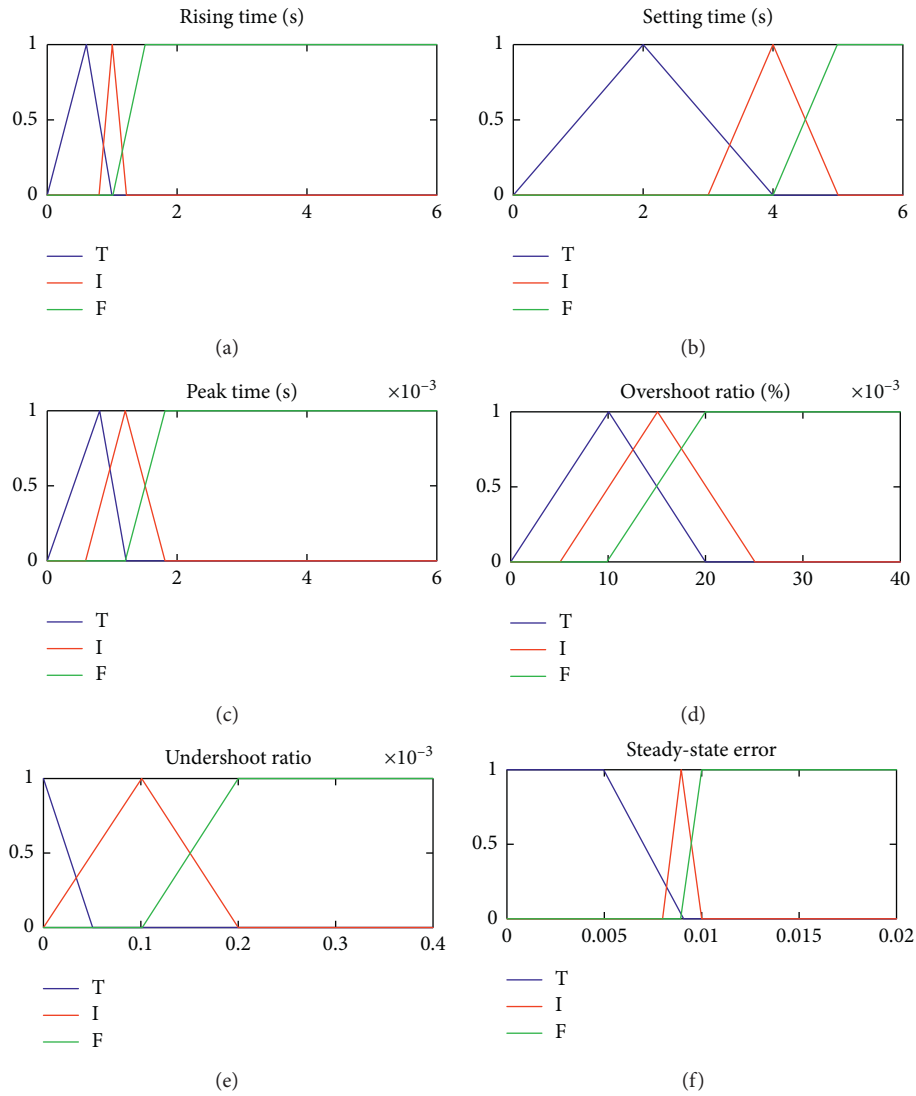 Rising time (s)
1
0.5
0
0 2 4 6
T
I
F
(a)
Setting time (s)
1
0.5
0
0 2 4 6
T
I
F
(b)
Peak time (s) ×10⁻³
1
0.5
0
0 2 4 6
T
I
F
(c)
Overshoot ratio (%) ×10⁻³
1
0.5
0
0 10 20 30 40
T
I
F
(d)
Undershoot ratio ×10⁻³
1
0.5
0
0 0.1 0.2 0.3 0.4
T
I
F
(e)
Steady-state error
1
0.5
0
0 0.005 0.01 0.015 0.02
T
I
F
(f)